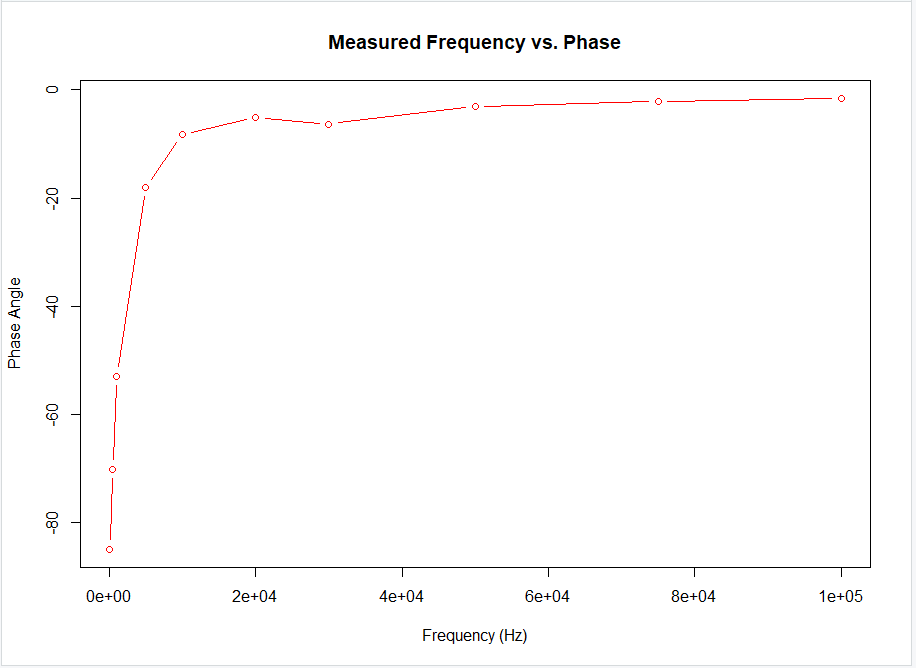 Measured Frequency vs. Phase
0
-20
-40
-60
-80
Phase Angle
0e+00 2e+04 4e+04 6e+04 8e+04 1e+05
Frequency (Hz)